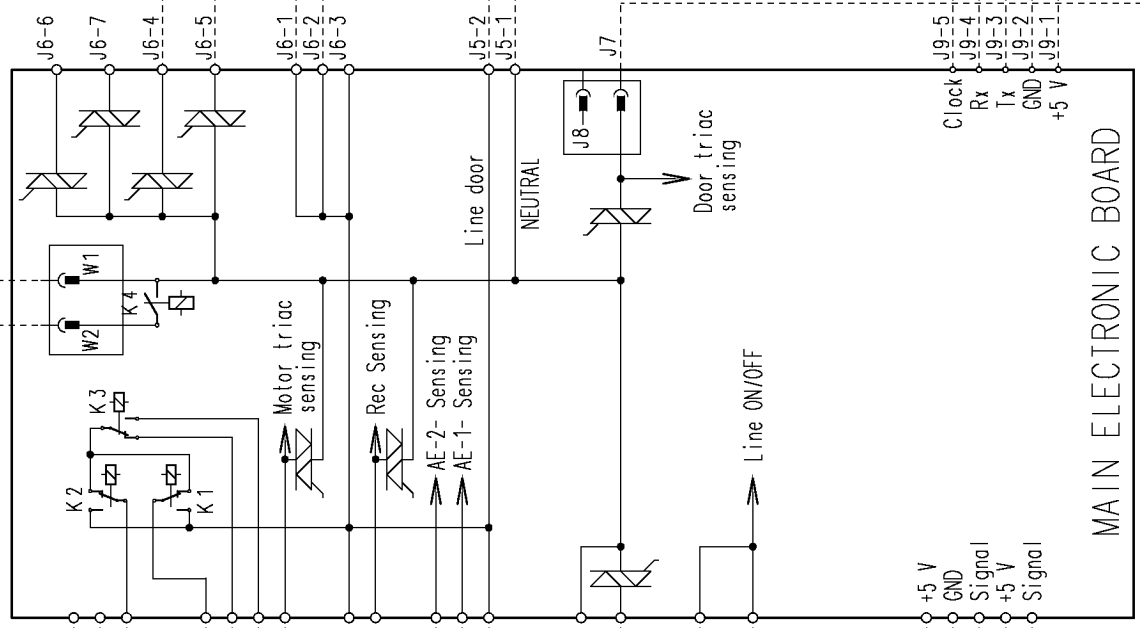 J6-6
J6-7
J6-4
J6-5
J6-1
J6-2
J6-3
J5-2
J5-1
J7
J9-5
J9-4
J9-3
J9-2
J9-1
Clock
Rx
Tx
GND
+5 V
J8
Line door
NEUTRAL
Door triac
sensing
W1
W2
K4
K3
K2
K1
Motor triac
sensing
Rec Sensing
AE-2- Sensing
AE-1- Sensing
Line ON/OFF
MAIN ELECTRONIC BOARD
+5 V
GND
Signal
+5 V
Signal